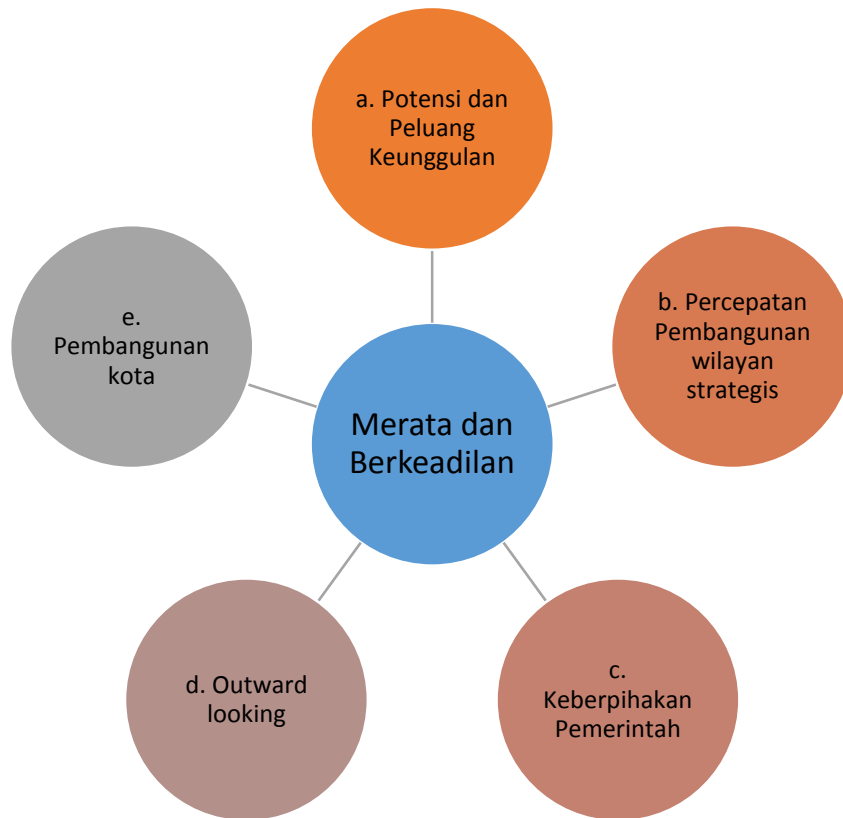 a. Potensi dan
Peluang
Keunggulan
b. Percepatan
Pembangunan
wilayan
strategis
c.
Keberpihakan
Pemerintah
d. Outward
looking
e.
Pembangunan
kota
Merata dan
Berkeadilan